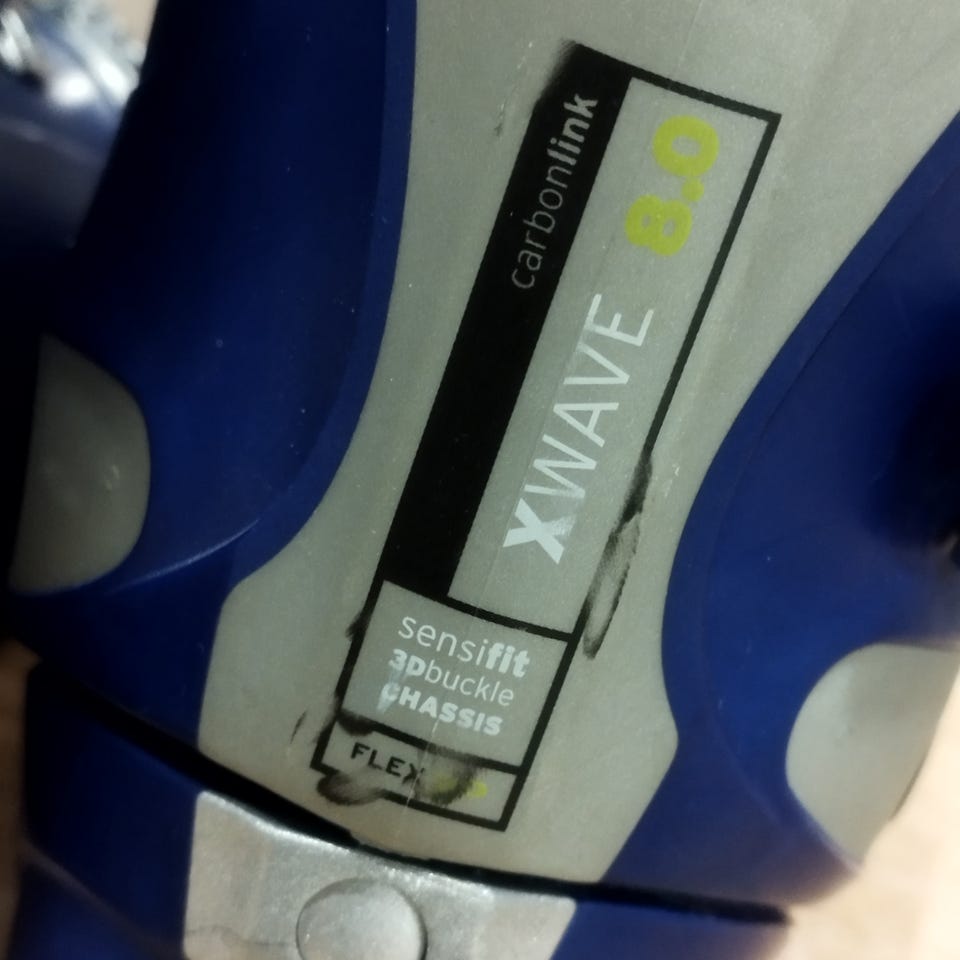 carbonlink
XWAVE 8.0
sensifit
3Dbuckle
CHASSIS
FLEX